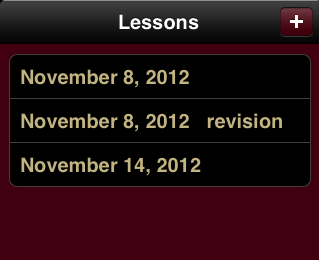 Lessons +
November 8, 2012
November 8, 2012 revision
November 14, 2012